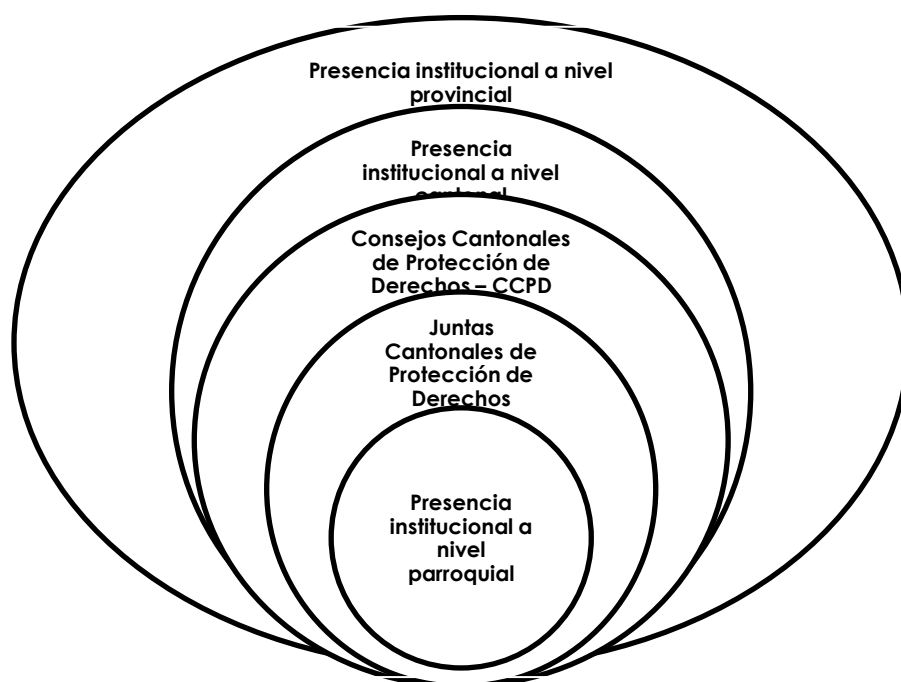 Presencia institucional a nivel
provincial
Presencia
institucional a nivel
cantonal
Consejos Cantonales
de Protección de
Derechos – CCPD
Juntas
Cantonales de
Protección de
Derechos
Presencia
institucional a
nivel
parroquial